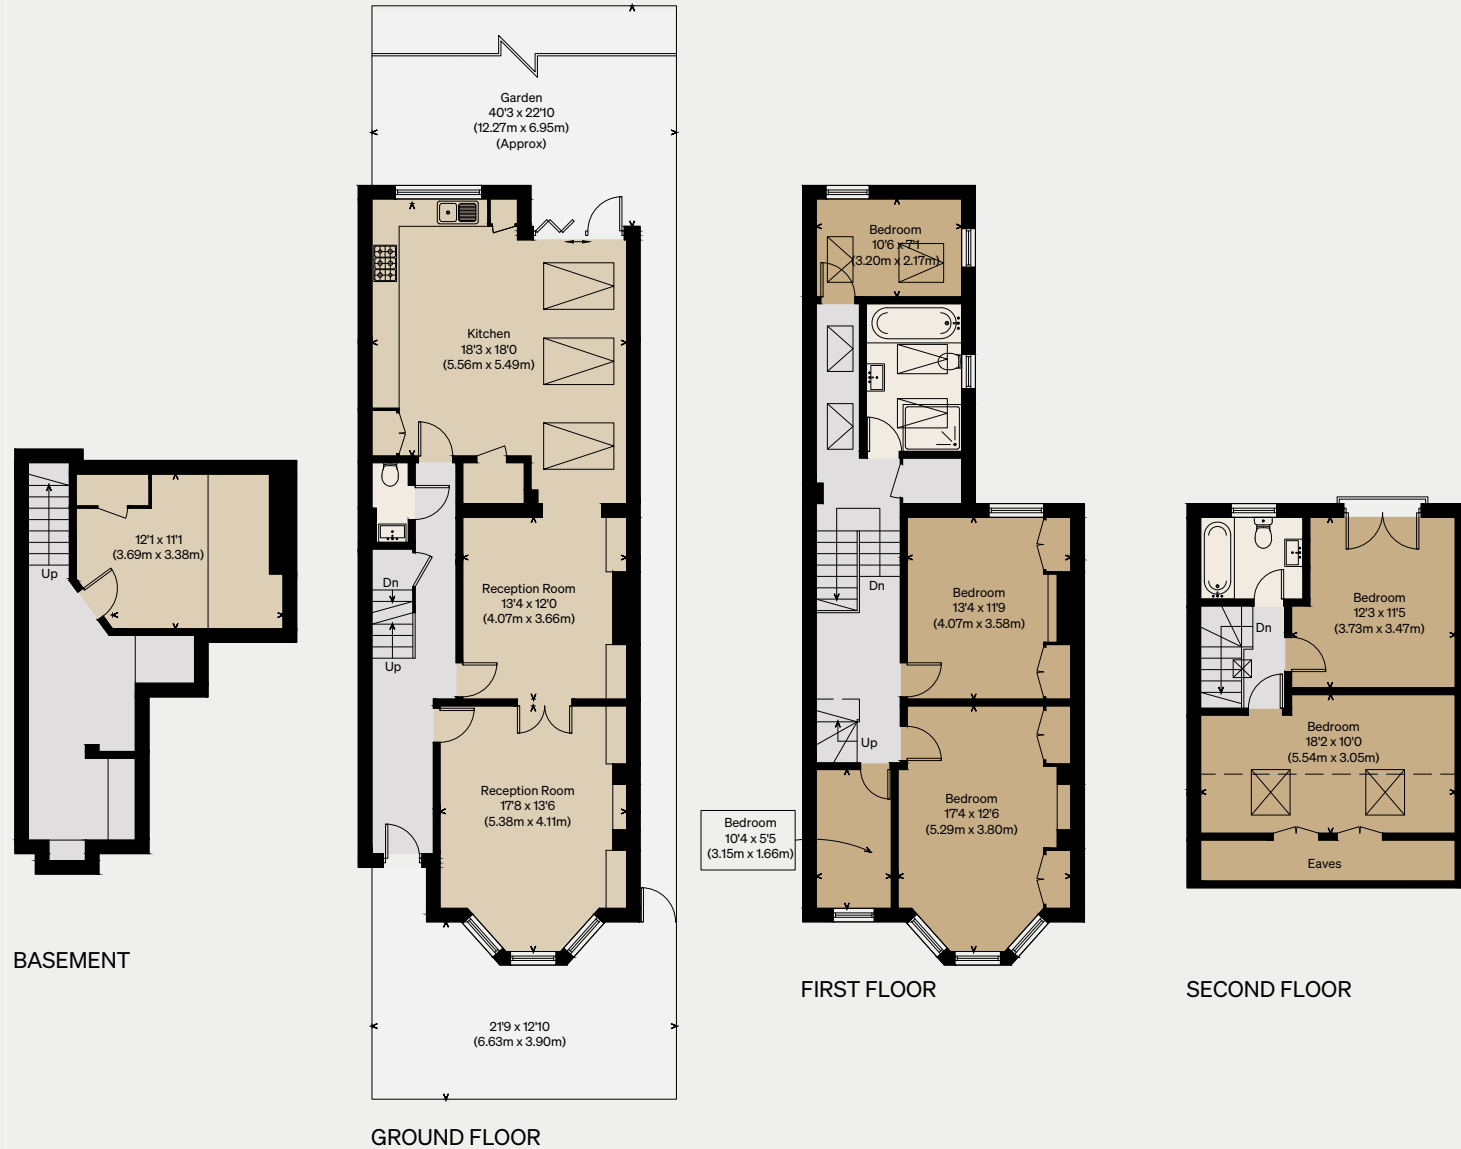 Garden
40'3 x 22'10
(12.27m x 6.95m)
(Approx)
Kitchen
18'3 x 18'0
(5.56m x 5.49m)
Dn
Up
Reception Room
13'4 x 12'0
(4.07m x 3.66m)
Reception Room
17'8 x 13'6
(5.38m x 4.11m)
21'9 x 12'10
(6.63m x 3.90m)
GROUND FLOOR
12'1 x 11'1
(3.69m x 3.38m)
Up
BASEMENT
Bedroom
10'6 x 7'1
(3.20m x 2.17m)
Dn
Bedroom
13'4 x 11'9
(4.07m x 3.58m)
Up
Bedroom
10'4 x 5'5
(3.15m x 1.66m)
Bedroom
17'4 x 12'6
(5.29m x 3.80m)
FIRST FLOOR
Bedroom
12'3 x 11'5
(3.73m x 3.47m)
Dn
Bedroom
18'2 x 10'0
(5.54m x 3.05m)
Eaves
SECOND FLOOR